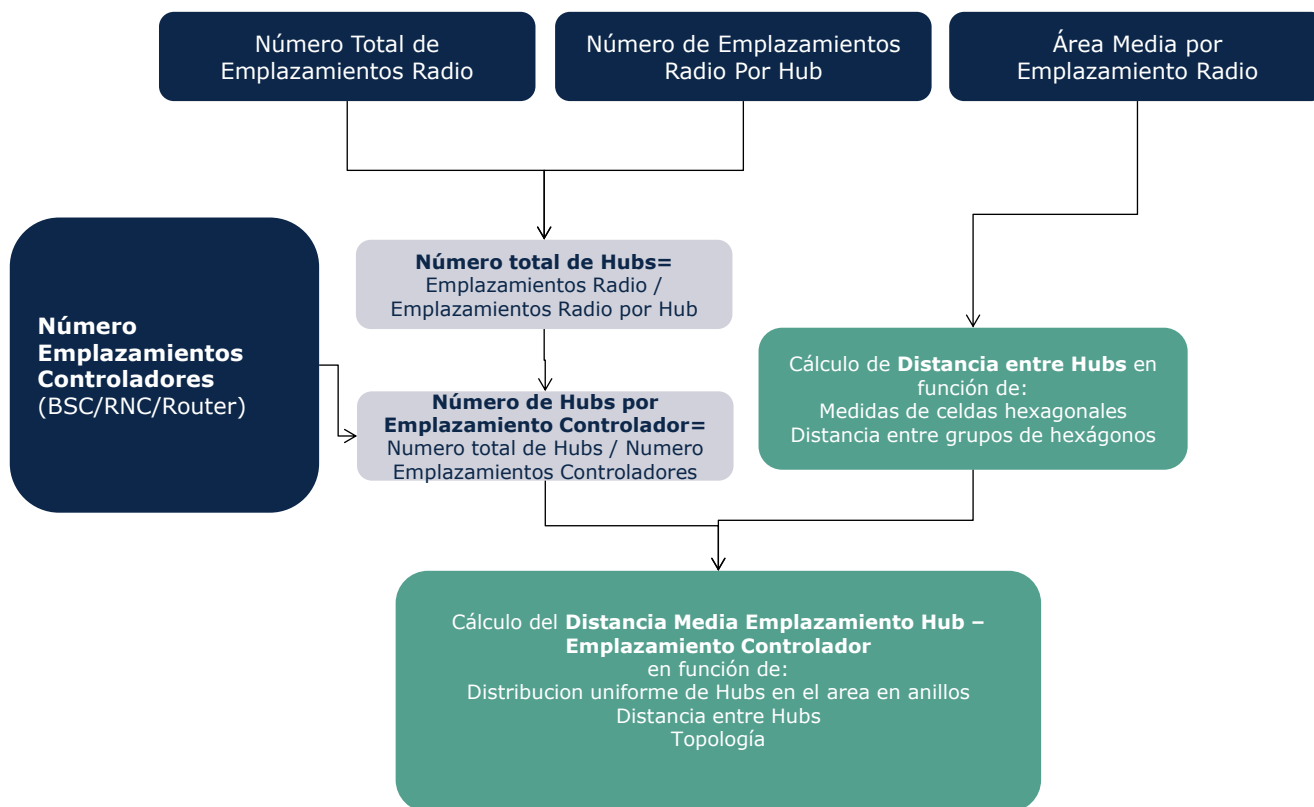 Número Total de
Emplazamientos Radio
Número de Emplazamientos
Radio Por Hub
Área Media por
Emplazamiento Radio
Número
Emplazamientos
Controladores
(BSC/RNC/Router)
Número total de Hubs=
Emplazamientos Radio /
Emplazamientos Radio por Hub
Número de Hubs por
Emplazamiento Controlador=
Numero total de Hubs / Numero
Emplazamientos Controladores
Cálculo de Distancia entre Hubs en
función de:
Medidas de celdas hexagonales
Distancia entre grupos de hexágonos
Cálculo del Distancia Media Emplazamiento Hub –
Emplazamiento Controlador
en función de:
Distribucion uniforme de Hubs en el area en anillos
Distancia entre Hubs
Topología